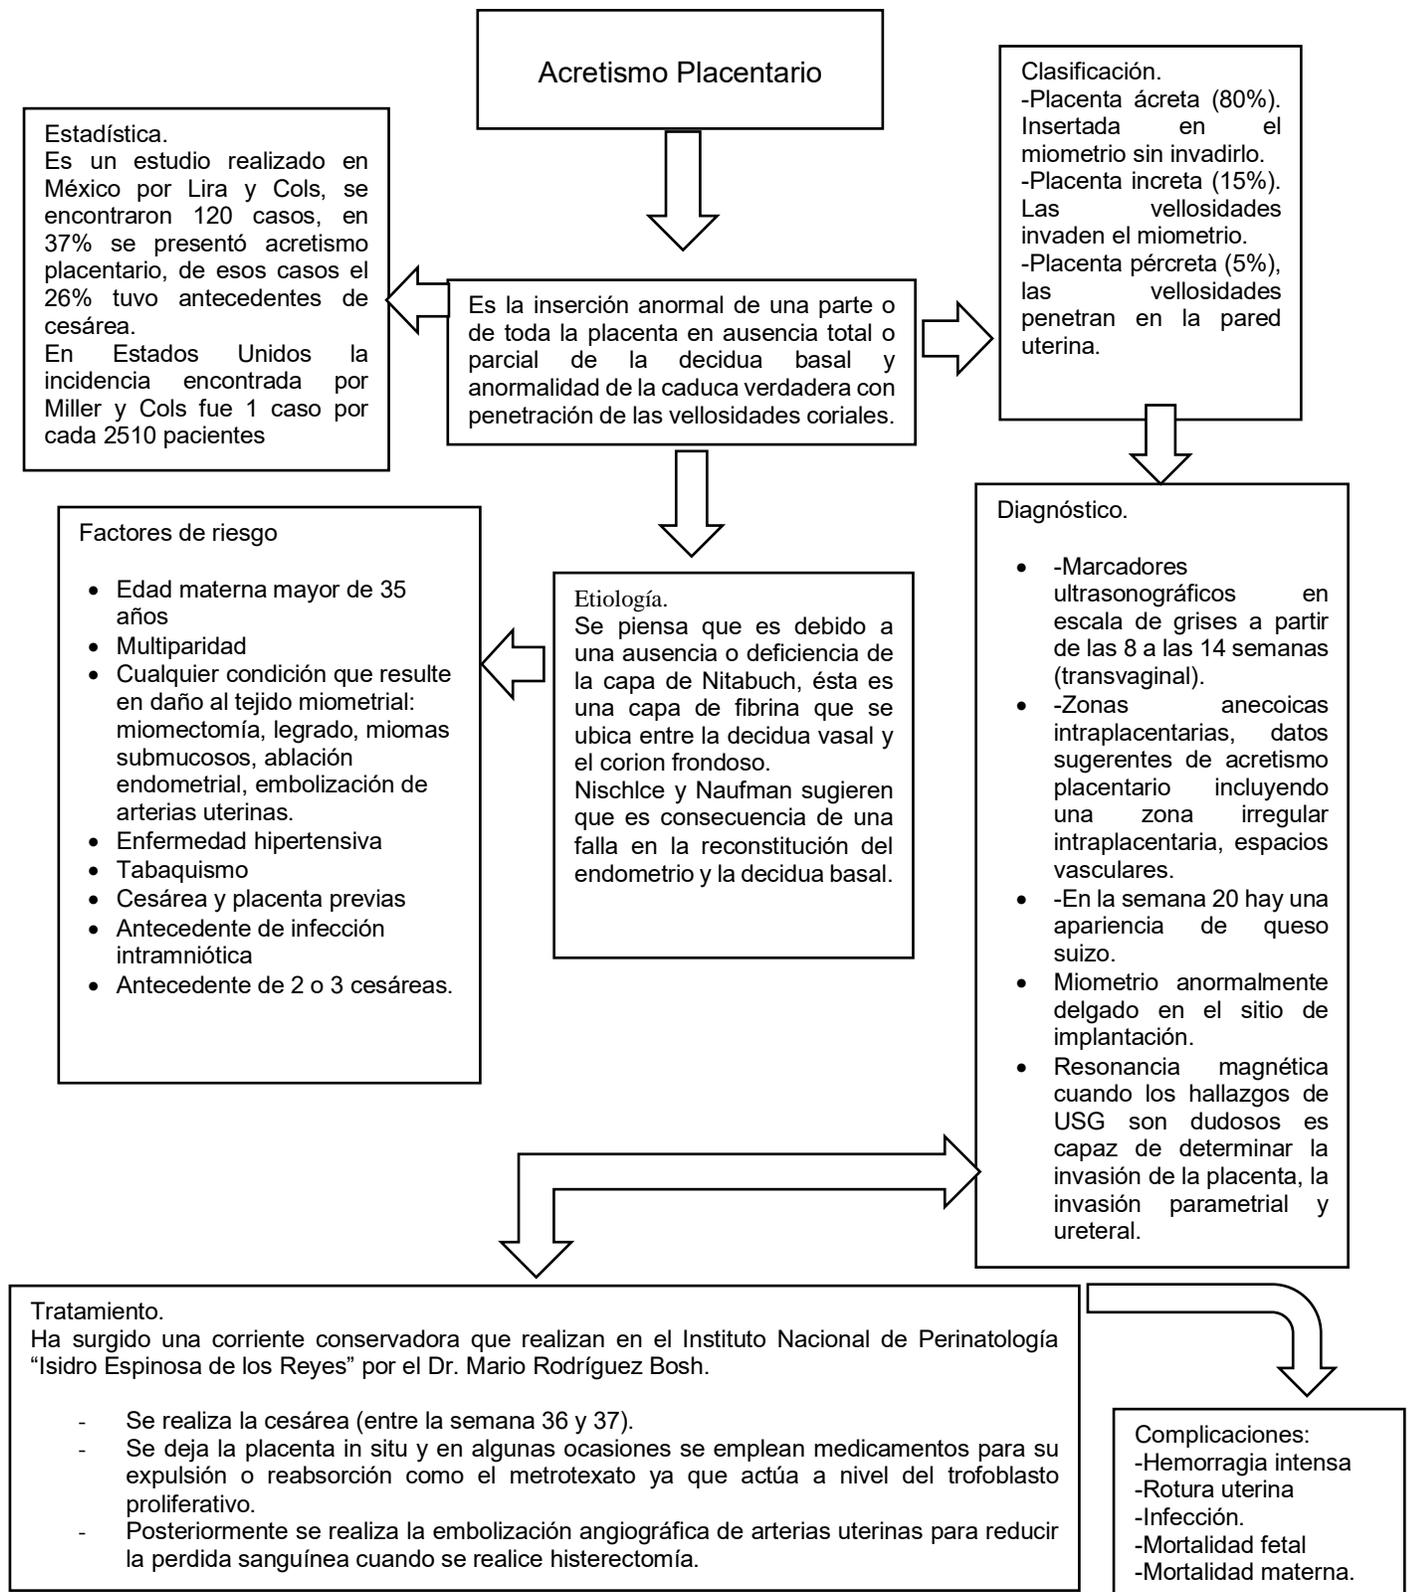 Acretismo Placentario
Estadística.
Es un estudio realizado en
México por Lira y Cols, se
encontraron 120 casos, en
37% se presentó acretismo
placentario, de esos casos el
26% tuvo antecedentes de
cesárea.
En Estados Unidos la
incidencia encontrada por
Miller y Cols fue 1 caso por
cada 2510 pacientes
Es la inserción anormal de una parte o
de toda la placenta en ausencia total o
parcial de la decidua basal y
anormalidad de la caduca verdadera con
penetración de las vellosidades coriales.
Clasificación.
-Placenta ácreta (80%).
Insertada en el
miometrio sin invadirlo.
-Placenta increta (15%).
Las vellosidades
invaden el miometrio.
-Placenta pércreta (5%),
las vellosidades
penetran en la pared
uterina.
Factores de riesgo
• Edad materna mayor de 35
años
• Multiparidad
• Cualquier condición que resulte
en daño al tejido miometrial:
miomectomía, legrado, miomas
submucosos, ablación
endometrial, embolización de
arterias uterinas.
• Enfermedad hipertensiva
• Tabaquismo
• Cesárea y placenta previas
• Antecedente de infección
intramniótica
• Antecedente de 2 o 3 cesáreas.
Etiología.
Se piensa que es debido a
una ausencia o deficiencia de
la capa de Nitabuch, ésta es
una capa de fibrina que se
ubica entre la decidua vasal y
el corion frondoso.
Nischlce y Naufman sugieren
que es consecuencia de una
falla en la reconstitución del
endometrio y la decidua basal.
Diagnóstico.
• -Marcadores
ultrasonográficos en
escala de grises a partir
de las 8 a las 14 semanas
(transvaginal).
• -Zonas anecoicas
intraplacentarias, datos
sugerentes de acretismo
placentario incluyendo
una zona irregular
intraplacentaria, espacios
vasculares.
• -En la semana 20 hay una
apariencia de queso
suizo.
• Miometrio anormalmente
delgado en el sitio de
implantación.
• Resonancia magnética
cuando los hallazgos de
USG son dudosos es
capaz de determinar la
invasión de la placenta, la
invasión parametrial y
ureteral.
Tratamiento.
Ha surgido una corriente conservadora que realizan en el Instituto Nacional de Perinatología
“Isidro Espinosa de los Reyes” por el Dr. Mario Rodríguez Bosh.
- Se realiza la cesárea (entre la semana 36 y 37).
- Se deja la placenta in situ y en algunas ocasiones se emplean medicamentos para su
expulsión o reabsorción como el metrotexato ya que actúa a nivel del trofoblasto
proliferativo.
- Posteriormente se realiza la embolización angiográfica de arterias uterinas para reducir
la perdida sanguínea cuando se realice histerectomía.
Complicaciones:
-Hemorragia intensa
-Rotura uterina
-Infección.
-Mortalidad fetal
-Mortalidad materna.